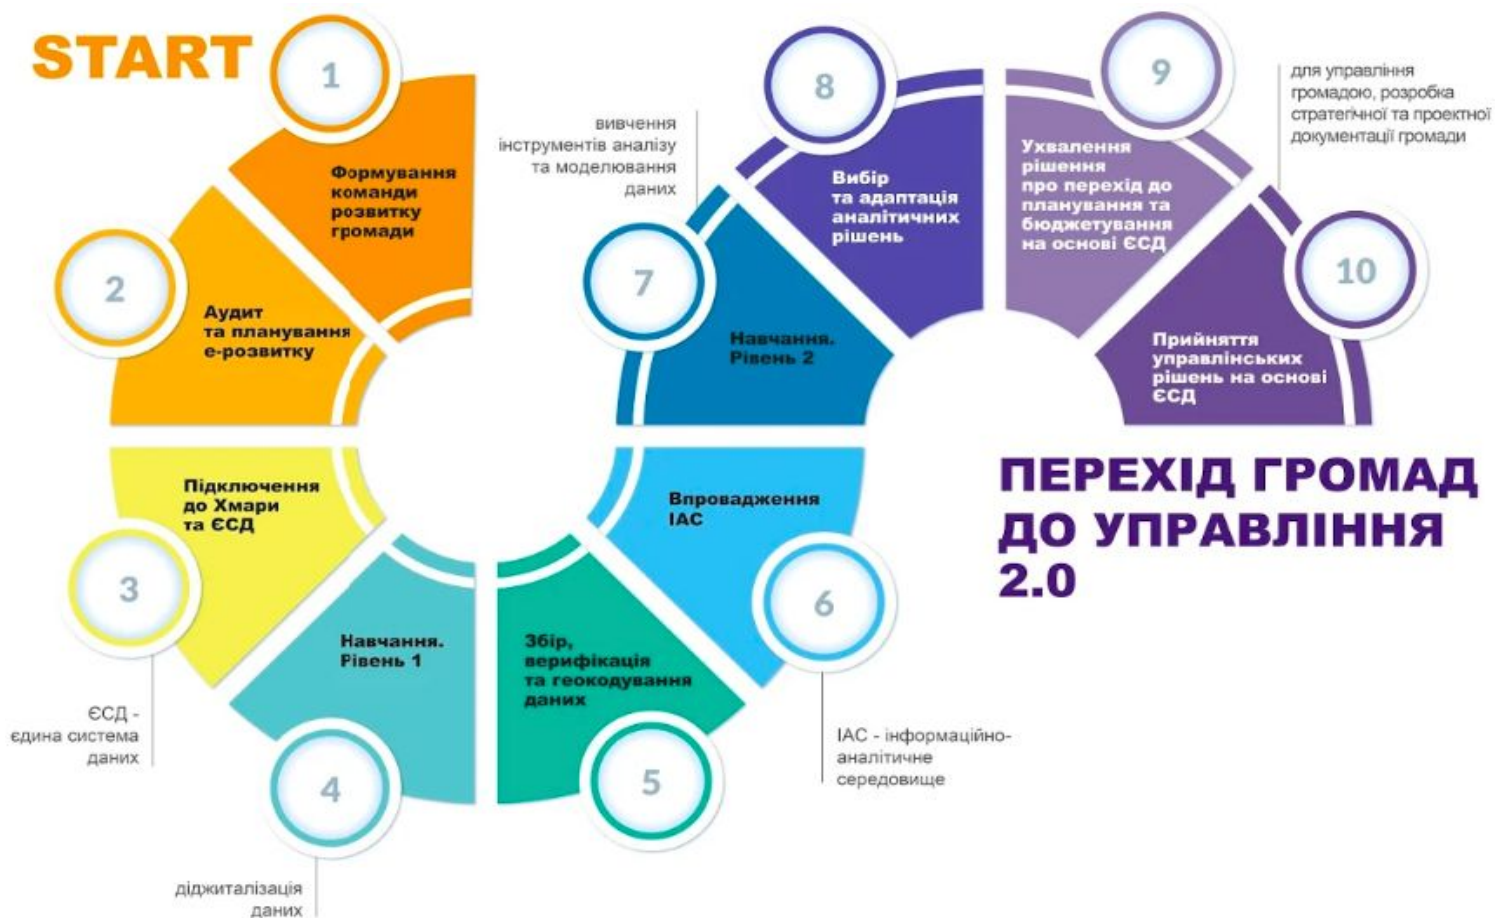 START
1
Формування
команди
розвитку
громади
2
Аудит
та планування
е-розвитку
3
Підключення
до Хмари
та ЄСД
ЄСД -
єдина система
даних
4
Навчання.
Рівень 1
діджиталізація
даних
5
Збір,
верифікація
та геокодування
даних
6
Впровадження
ІАС
ІАС - інформаційно-
аналітичне
середовище
7
Навчання.
Рівень 2
вивчення
інструментів аналізу
та моделювання
даних
8
Вибір
та адаптація
аналітичних
рішень
9
Ухвалення
рішення
про перехід до
планування та
бюджетування
на основі ЄСД
10
Прийняття
управлінських
рішень на основі
ЄСД
для управління
громадою, розробка
стратегічної та проектної
документації громади
ПЕРЕХІД ГРОМАД
ДО УПРАВЛІННЯ
2.0